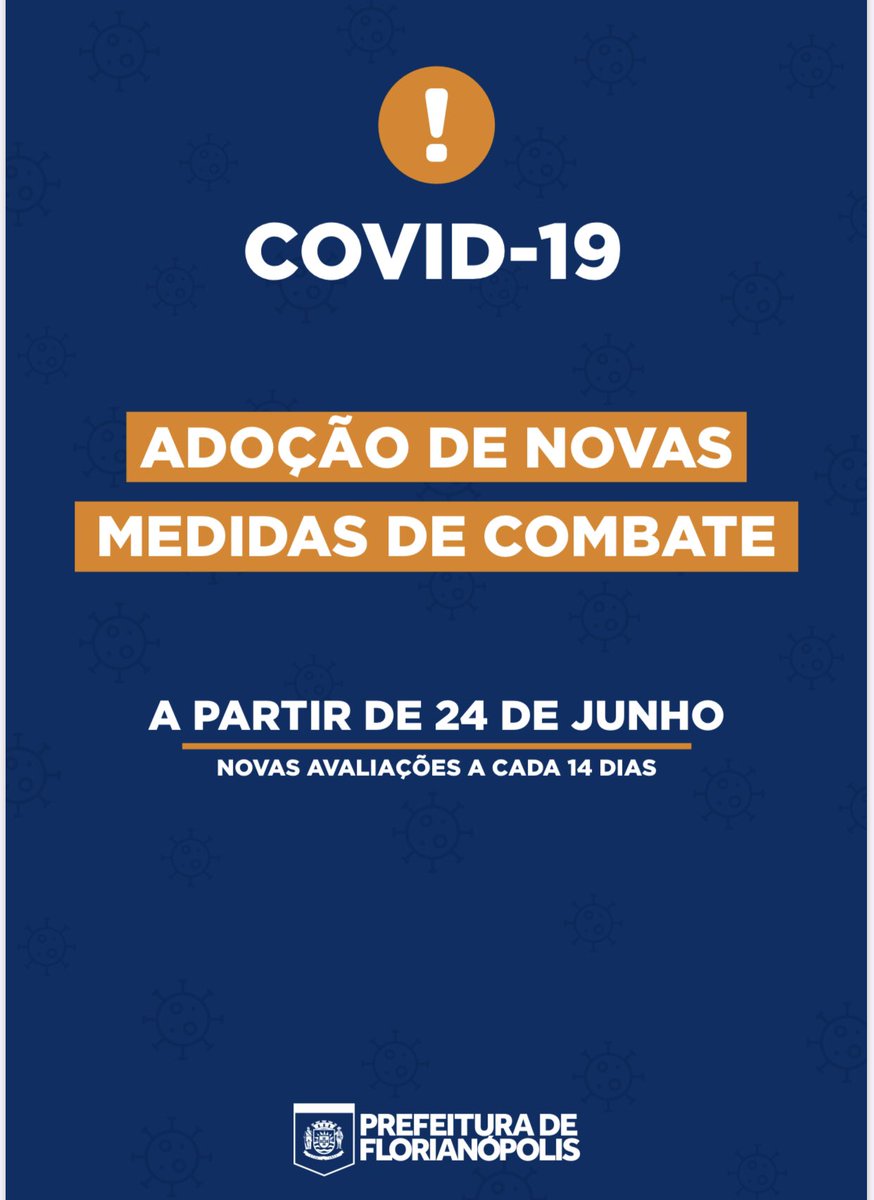 !
COVID-19
ADOÇÃO DE NOVAS
MEDIDAS DE COMBATE
A PARTIR DE 24 DE JUNHO
NOVAS AVALIAÇÕES A CADA 14 DIAS
PREFEITURA DE
FLORIANÓPOLIS